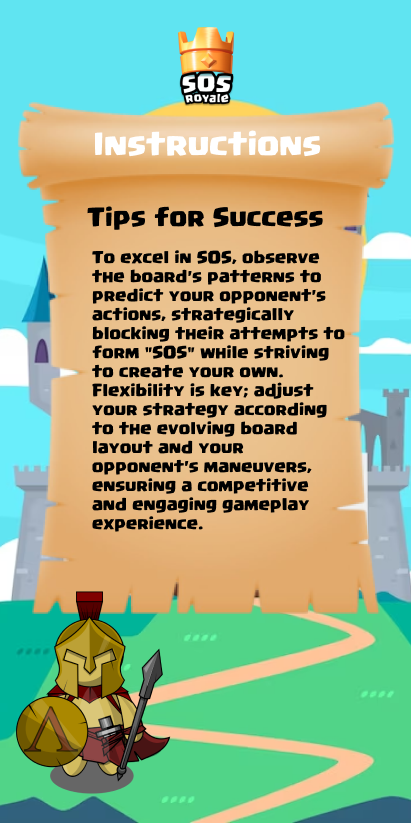 SOS
Royale
Instructions
Tips for Success
To excel in SOS, observe
the board's patterns to
predict your opponent's
actions, strategically
blocking their attempts to
form "SOS" while striving
to create your own.
Flexibility is key; adjust
your strategy according
to the evolving board
layout and your
opponent's maneuvers,
ensuring a competitive
and engaging gameplay
experience.
Λ